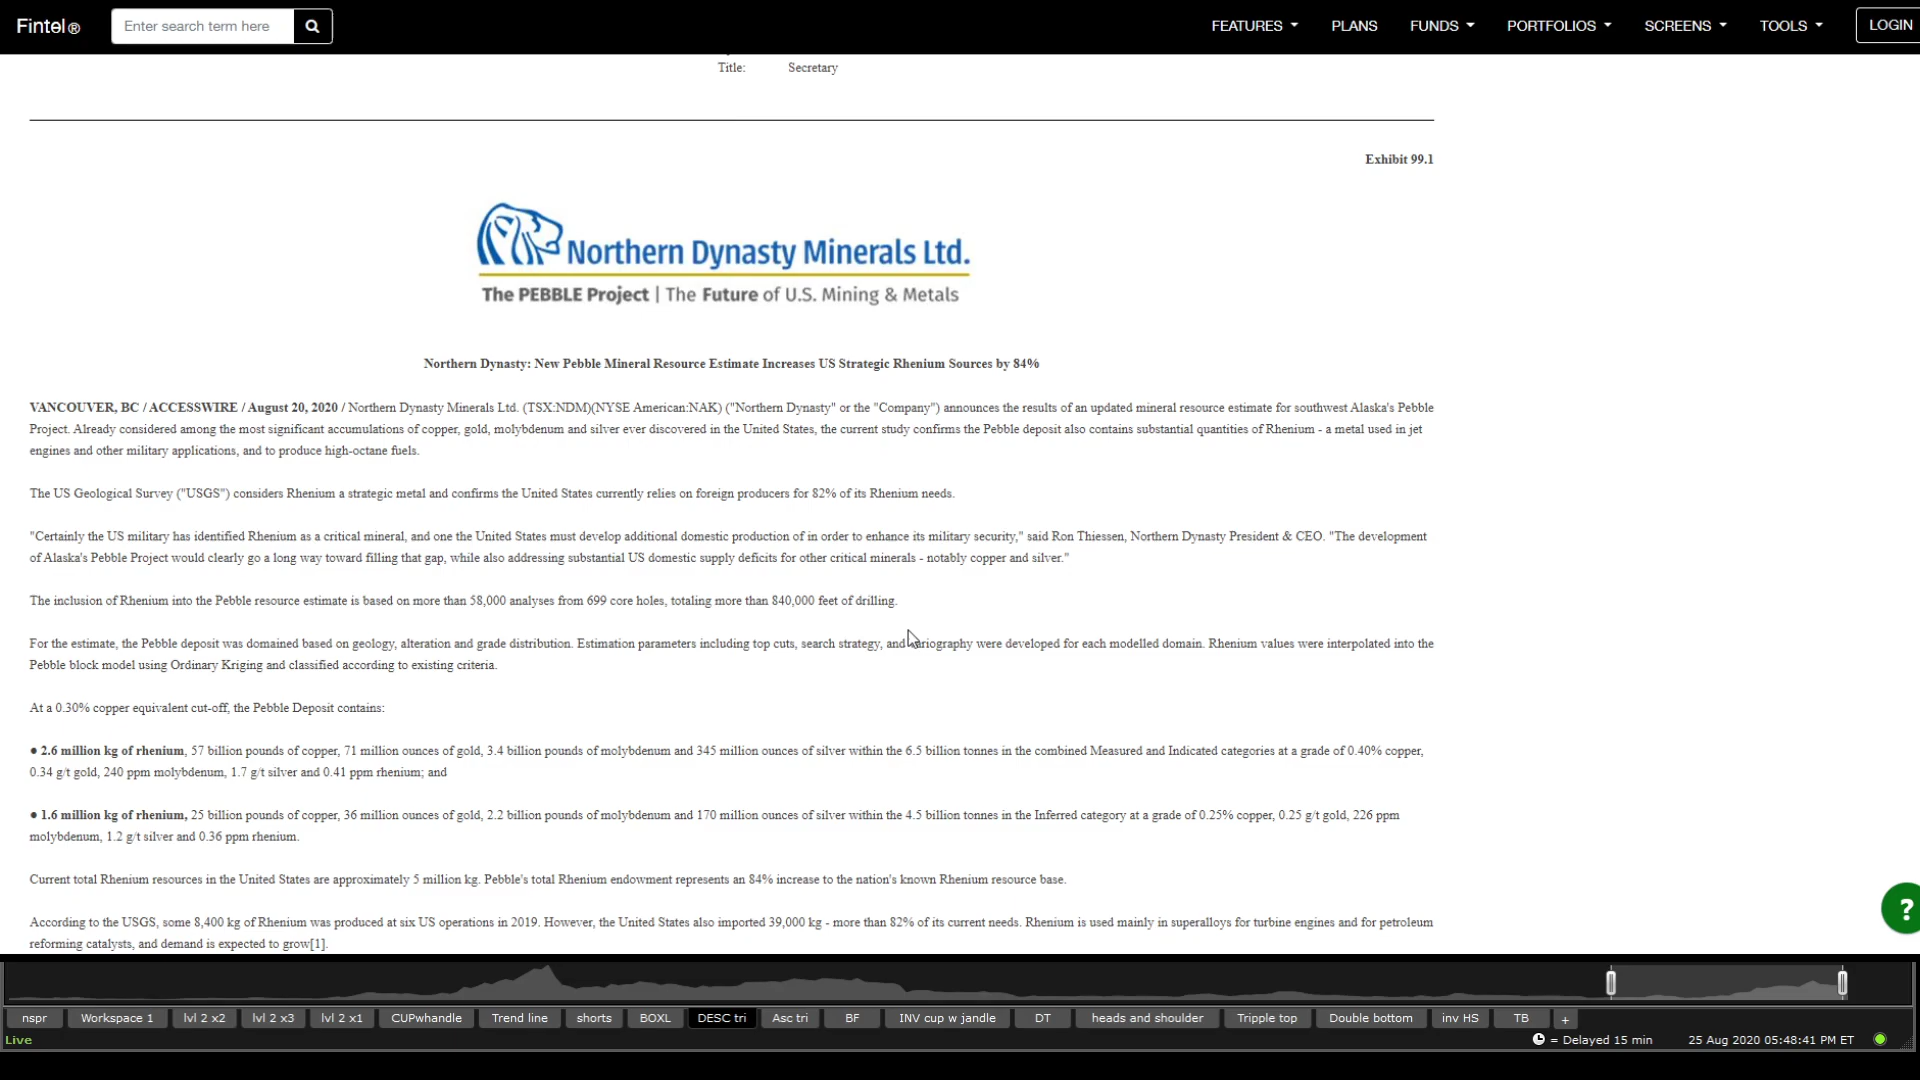 Fintel®
Enter search term here
FEATURES
PLANS
FUNDS
PORTFOLIOS
SCREENS
TOOLS
LOGIN
Title: Secretary
Exhibit 99.1
Northern Dynasty Minerals Ltd.
The PEBBLE Project | The Future of U.S. Mining & Metals
Northern Dynasty: New Pebble Mineral Resource Estimate Increases US Strategic Rhenium Sources by 84%
VANCOUVER, BC / ACCESSWIRE / August 20, 2020 / Northern Dynasty Minerals Ltd. (TSX:NDM)(NYSE American:NAK) ("Northern Dynasty" or the "Company") announces the results of an updated mineral resource estimate for southwest Alaska's Pebble
Project. Already considered among the most significant accumulations of copper, gold, molybdenum and silver ever discovered in the United States, the current study confirms the Pebble deposit also contains substantial quantities of Rhenium - a metal used in jet
engines and other military applications, and to produce high-octane fuels.
The US Geological Survey ("USGS") considers Rhenium a strategic metal and confirms the United States currently relies on foreign producers for 82% of its Rhenium needs.
"Certainly the US military has identified Rhenium as a critical mineral, and one the United States must develop additional domestic production of in order to enhance its military security," said Ron Thiessen, Northern Dynasty President & CEO. "The development
of Alaska's Pebble Project would clearly go a long way toward filling that gap, while also addressing substantial US domestic supply deficits for other critical minerals - notably copper and silver."
The inclusion of Rhenium into the Pebble resource estimate is based on more than 58,000 analyses from 699 core holes, totaling more than 840,000 feet of drilling.
For the estimate, the Pebble deposit was domained based on geology, alteration and grade distribution. Estimation parameters including top cuts, search strategy, and variography were developed for each modelled domain. Rhenium values were interpolated into the
Pebble block model using Ordinary Kriging and classified according to existing criteria.
At a 0.30% copper equivalent cut-off, the Pebble Deposit contains:
● 2.6 million kg of rhenium, 57 billion pounds of copper, 71 million ounces of gold, 3.4 billion pounds of molybdenum and 345 million ounces of silver within the 6.5 billion tonnes in the combined Measured and Indicated categories at a grade of 0.40% copper,
0.34 g/t gold, 240 ppm molybdenum, 1.7 g/t silver and 0.41 ppm rhenium; and
● 1.6 million kg of rhenium, 25 billion pounds of copper, 36 million ounces of gold, 2.2 billion pounds of molybdenum and 170 million ounces of silver within the 4.5 billion tonnes in the Inferred category at a grade of 0.25% copper, 0.25 g/t gold, 226 ppm
molybdenum, 1.2 g/t silver and 0.36 ppm rhenium.
Current total Rhenium resources in the United States are approximately 5 million kg. Pebble's total Rhenium endowment represents an 84% increase to the nation's known Rhenium resource base.
According to the USGS, some 8,400 kg of Rhenium was produced at six US operations in 2019. However, the United States also imported 39,000 kg - more than 82% of its current needs. Rhenium is used mainly in superalloys for turbine engines and for petroleum
reforming catalysts, and demand is expected to grow[1].
?
nspr
Workspace 1
lvl 2 x2
lvl 2 x3
lvl 2 x1
CUPwhandle
Trend line
shorts
BOXL
DESC tri
Asc tri
BF
INV cup w jandle
DT
heads and shoulder
Tripple top
Double bottom
inv HS
TB
+
Live
= Delayed 15 min
25 Aug 2020 05:48:41 PM ET